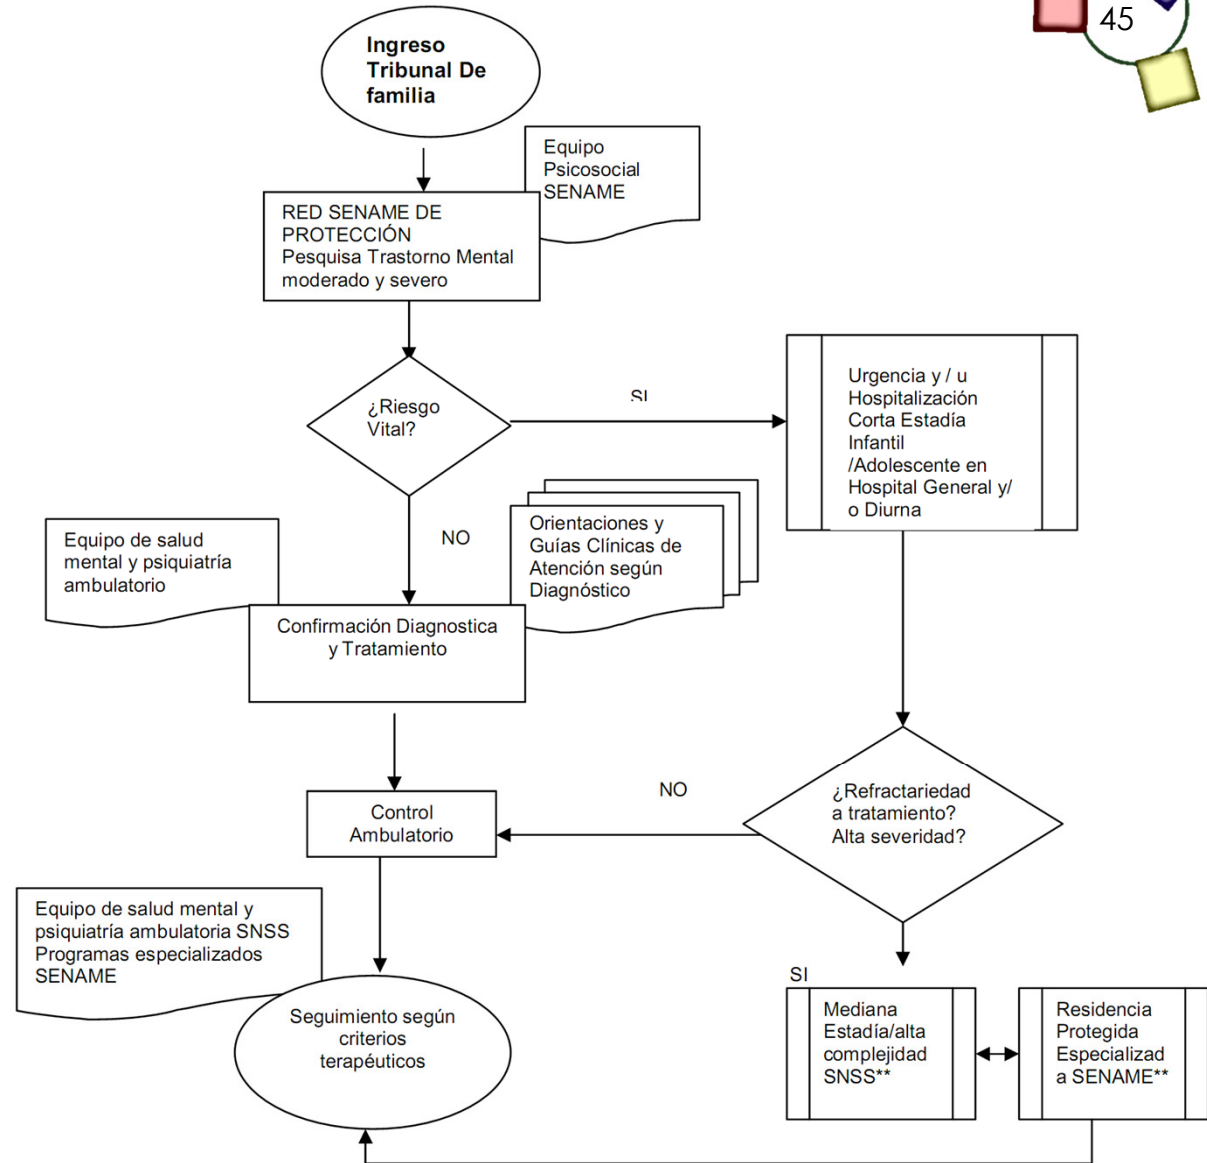 45
Ingreso
Tribunal De
familia
Equipo
Psicosocial
SENAME
RED SENAME DE
PROTECCIÓN
Pesquisa Trastorno Mental
moderado y severo
¿Riesgo
Vital?
SI
Urgencia y / u
Hospitalización
Corta Estadía
Infantil
/Adolescente en
Hospital General y/
o Diurna
NO
Equipo de salud
mental y psiquiatría
ambulatorio
Orientaciones y
Guías Clínicas de
Atención según
Diagnóstico
Confirmación Diagnostica
y Tratamiento
NO
¿Refractariedad
a tratamiento?
Alta severidad?
Control
Ambulatorio
Equipo de salud mental y
psiquiatría ambulatoria SNSS
Programas especializados
SENAME
SI
Mediana
Estadía/alta
complejidad
SNSS**
Residencia
Protegida
Especializad
a SENAME**
Seguimiento según
criterios
terapéuticos